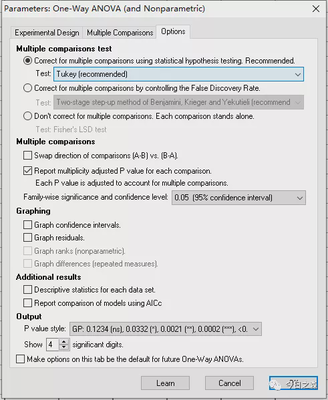 Parameters: One-Way ANOVA (and Nonparametric)
Experimental Design Multiple Comparisons Options
Multiple comparisons test
Correct for multiple comparisons using statistical hypothesis testing. Recommended.
Test: Tukey (recommended)
Correct for multiple comparisons by controlling the False Discovery Rate.
Test: Two-stage step-up method of Benjamini, Krieger and Yekutieli (recommend
Don't correct for multiple comparisons. Each comparison stands alone.
Test: Fisher's LSD test
Multiple comparisons
Swap direction of comparisons (A-B) vs. (B-A).
Report multiplicity adjusted P value for each comparison.
Each P value is adjusted to account for multiple comparisons.
Family-wise significance and confidence level: 0.05 (95% confidence interval)
Graphing
Graph confidence intervals.
Graph residuals.
Graph ranks (nonparametric).
Graph differences (repeated measures).
Additional results
Descriptive statistics for each data set.
Report comparison of models using AICc
Output
P value style: GP: 0.1234 (ns), 0.0332 (*), 0.0021 (**), 0.0002 (***), <0.
Show 4 significant digits.
Make options on this tab be the default for future One-Way ANOVAs.
Learn Cancel